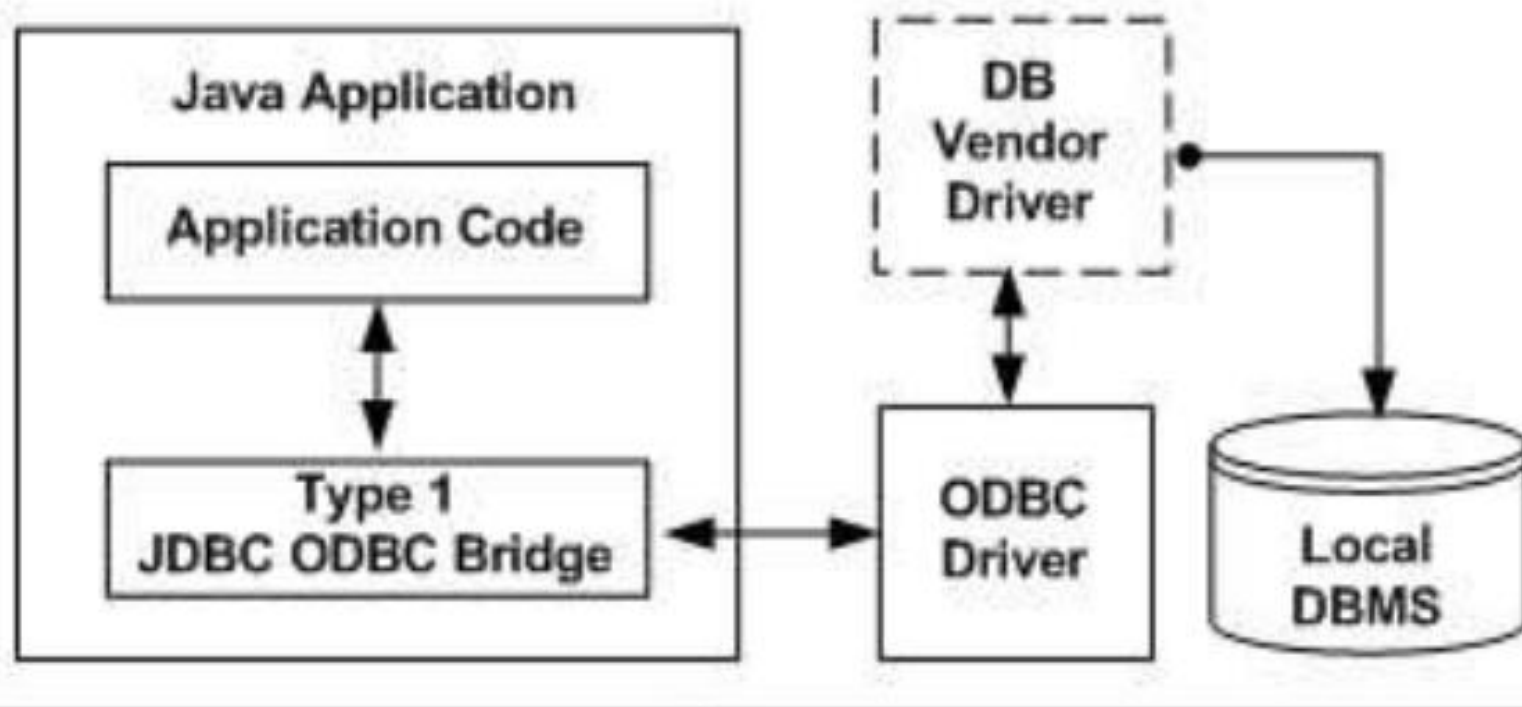 Java Application
Application Code
Type 1
JDBC ODBC Bridge
DB
Vendor
Driver
ODBC
Driver
Local
DBMS